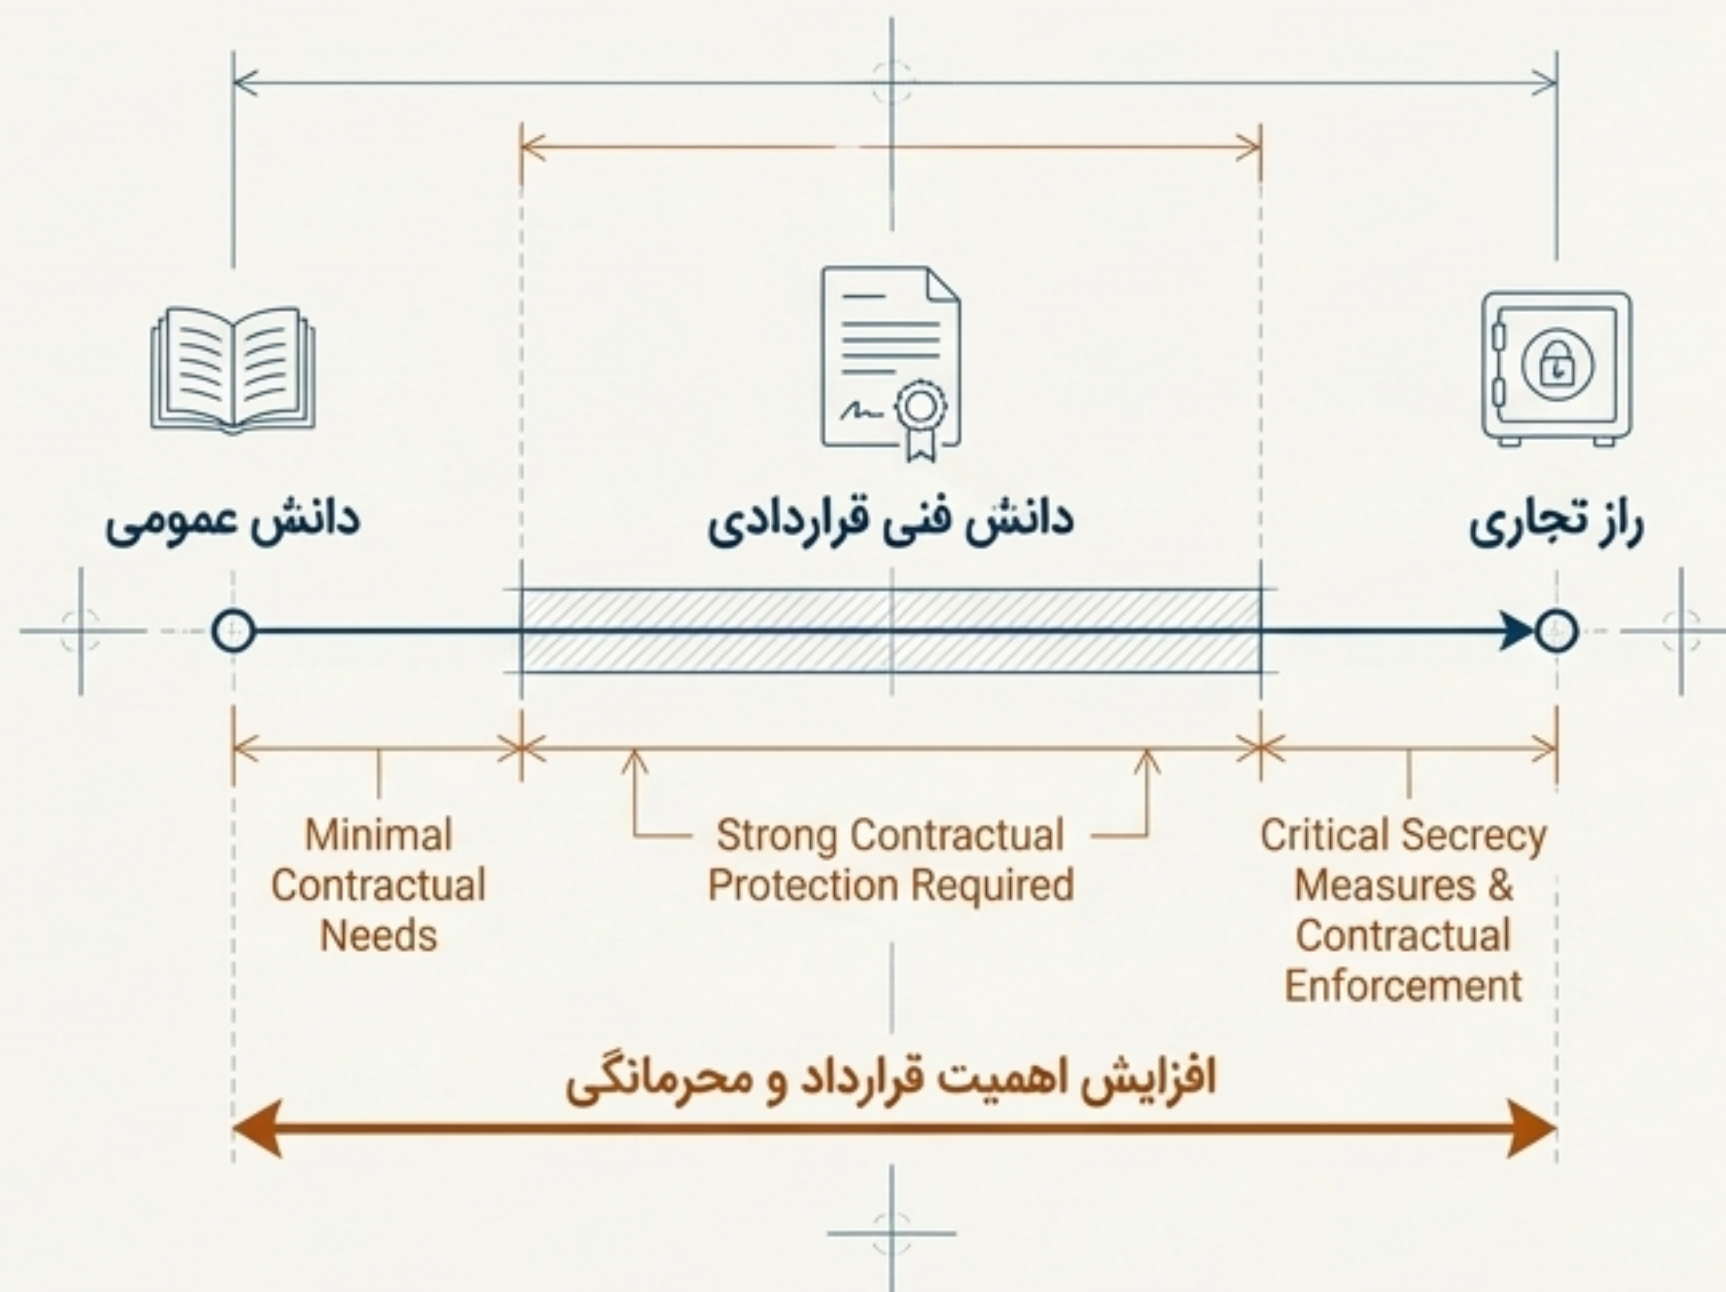 دانش عمومی
دانش فنی قراردادی
راز تجاری
Minimal
Contractual
Needs
Strong Contractual
Protection Required
Critical Secrecy
Measures &
Contractual
Enforcement
افزایش اهمیت قرارداد و محرمانگی